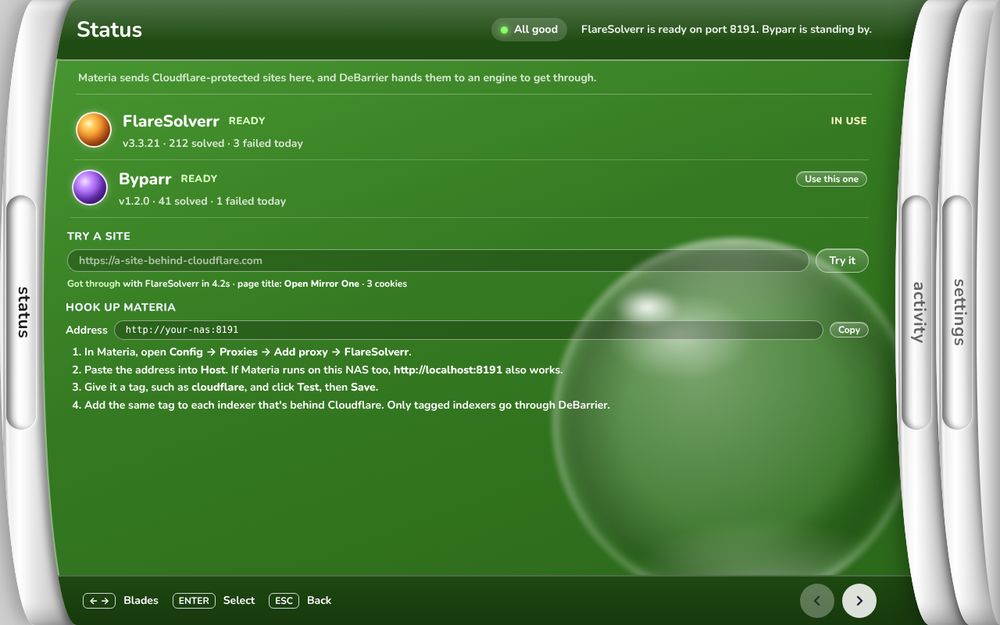 Status
All good
FlareSolverr is ready on port 8191. Byparr is standing by.
Materia sends Cloudflare-protected sites here, and DeBarrier hands them to an engine to get through.
FlareSolverr READY
IN USE
v3.3.21 · 212 solved · 3 failed today
Byparr READY
Use this one
v1.2.0 · 41 solved · 1 failed today
TRY A SITE
https://a-site-behind-cloudflare.com
Try it
Got through with FlareSolverr in 4.2s · page title: Open Mirror One · 3 cookies
HOOK UP MATERIA
Address http://your-nas:8191
Copy
1. In Materia, open Config → Proxies → Add proxy → FlareSolverr.
2. Paste the address into Host. If Materia runs on this NAS too, http://localhost:8191 also works.
3. Give it a tag, such as cloudflare, and click Test, then Save.
4. Add the same tag to each indexer that's behind Cloudflare. Only tagged indexers go through DeBarrier.
status
activity
settings
← → Blades
ENTER Select
ESC Back